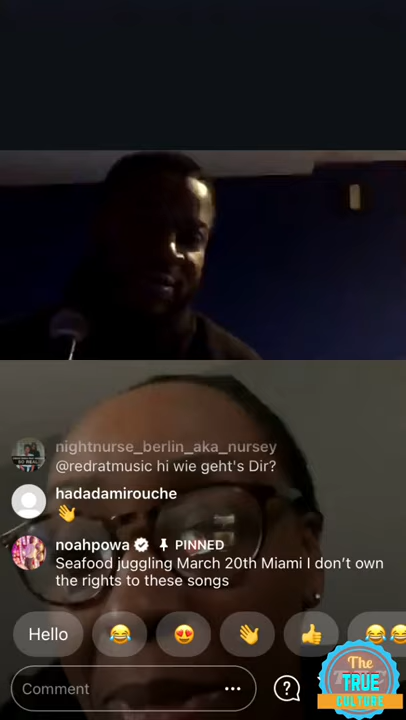 nightnurse_berlin_aka_nursey
@redratmusic hi wie geht's Dir?
hadadamirouche
noahpowa PINNED
Seafood juggling March 20th Miami I don't own
the rights to these songs
Hello
Comment
The
TRUE
CULTURE